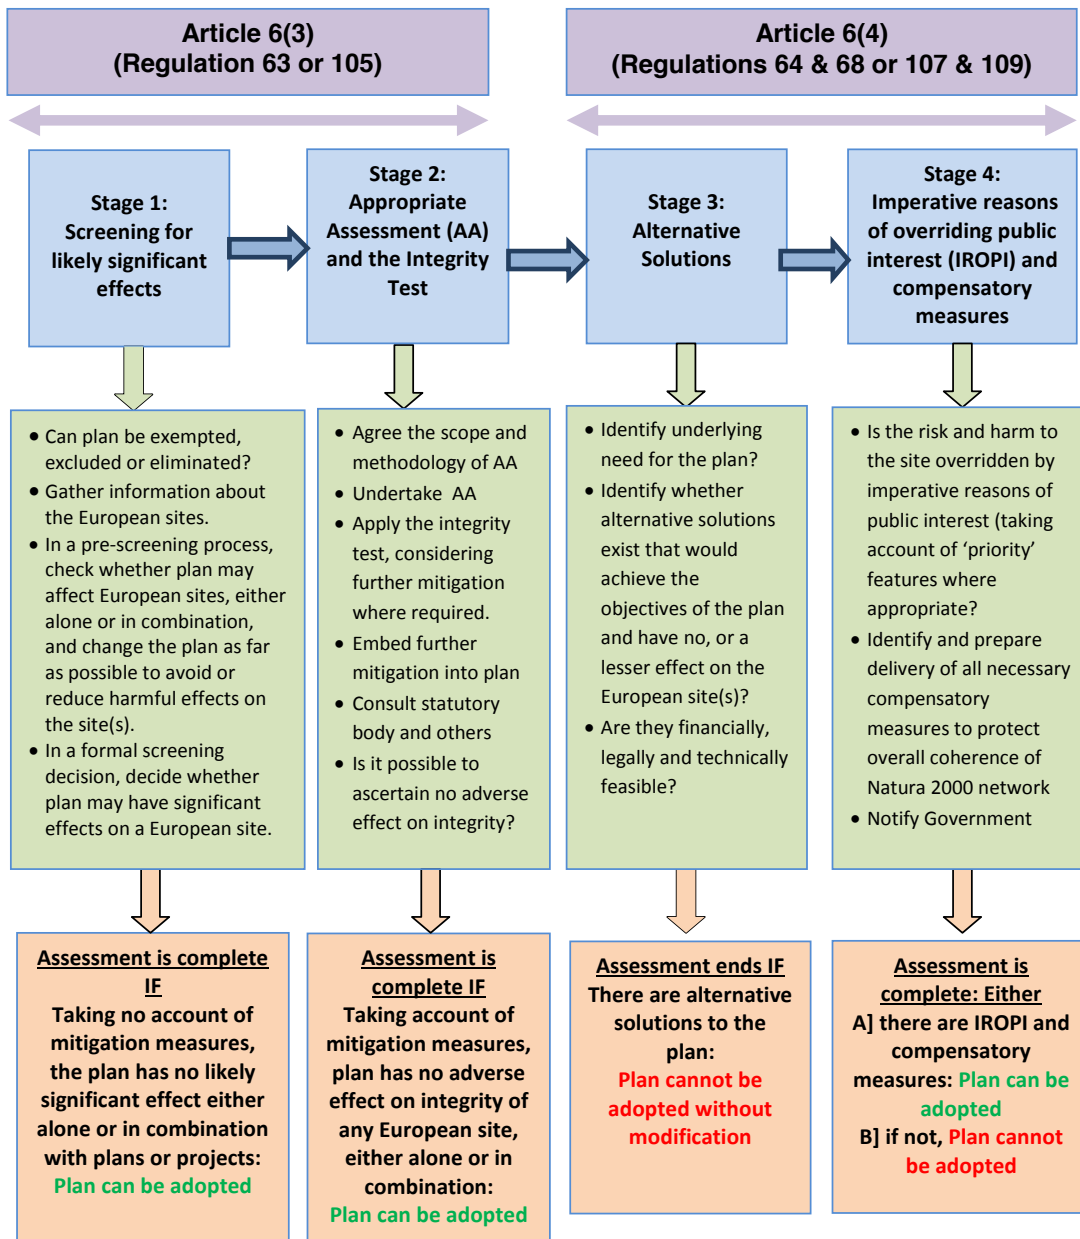 Article 6(3)
(Regulation 63 or 105)
Article 6(4)
(Regulations 64 & 68 or 107 & 109)
Stage 1:
Screening for
likely significant
effects
Stage 2:
Appropriate
Assessment (AA)
and the Integrity
Test
Stage 3:
Alternative
Solutions
Stage 4:
Imperative reasons
of overriding public
interest (IROPI) and
compensatory
measures
• Can plan be exempted,
excluded or eliminated?
• Gather information about
the European sites.
• In a pre-screening process,
check whether plan may
affect European sites, either
alone or in combination,
and change the plan as far
as possible to avoid or
reduce harmful effects on
the site(s).
• In a formal screening
decision, decide whether
plan may have significant
effects on a European site.
• Agree the scope and
methodology of AA
• Undertake AA
• Apply the integrity
test, considering
further mitigation
where required.
• Embed further
mitigation into plan
• Consult statutory
body and others
• Is it possible to
ascertain no adverse
effect on integrity?
• Identify underlying
need for the plan?
• Identify whether
alternative solutions
exist that would
achieve the
objectives of the plan
and have no, or a
lesser effect on the
European site(s)?
• Are they financially,
legally and technically
feasible?
• Is the risk and harm to
the site overridden by
imperative reasons of
public interest (taking
account of ‘priority’
features where
appropriate?
• Identify and prepare
delivery of all necessary
compensatory
measures to protect
overall coherence of
Natura 2000 network
• Notify Government
Assessment is complete
IF
Taking no account of
mitigation measures,
the plan has no likely
significant effect either
alone or in combination
with plans or projects:
Plan can be adopted
Assessment is
complete IF
Taking account of
mitigation measures,
plan has no adverse
effect on integrity of
any European site,
either alone or in
combination:
Plan can be adopted
Assessment ends IF
There are alternative
solutions to the
plan:
Plan cannot be
adopted without
modification
Assessment is
complete: Either
A] there are IROPI and
compensatory
measures: Plan can be
adopted
B] if not, Plan cannot
be adopted